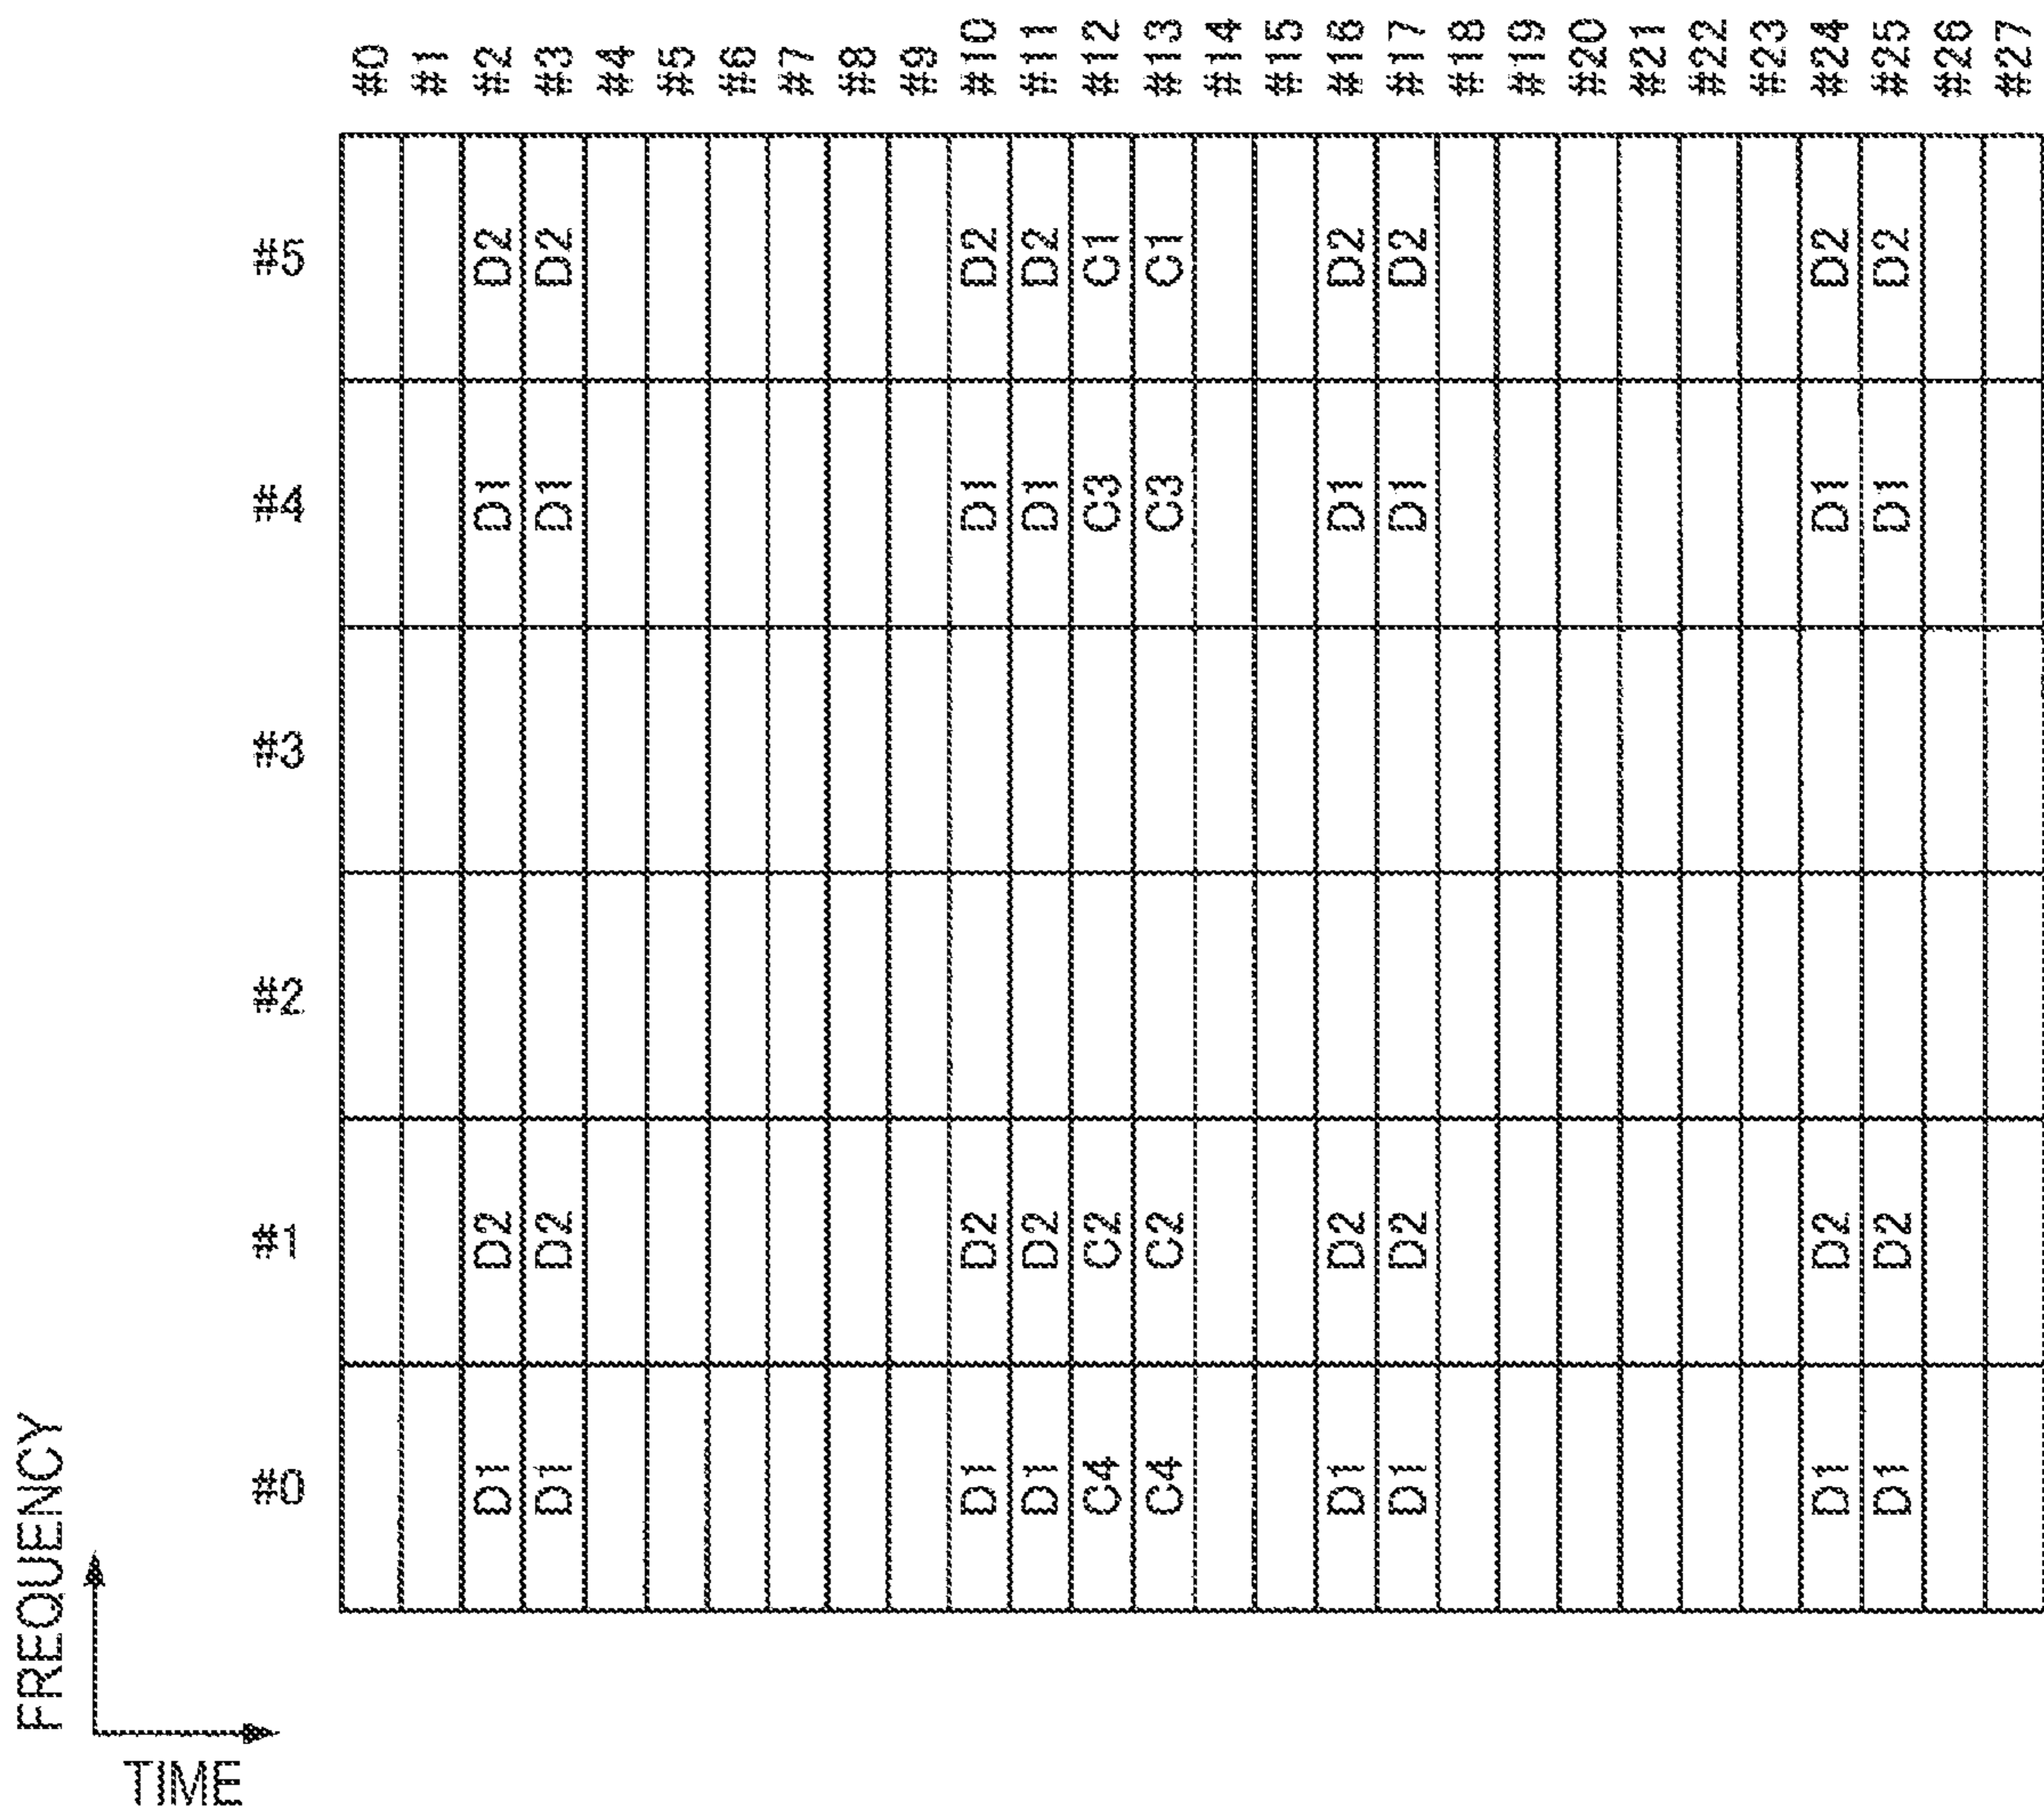 #0 #1 #2 #3 #4 #5 #6 #7 #8 #9 #10 #11 #12 #13 #14 #15 #16 #17 #18 #19 #20 #21 #22 #23 #24 #25 #26 #27
#5 D2 D2 D2 D2 C1 C1 D2 D2 D2 D2
#4 D1 D1 D1 D1 C3 C3 D1 D1 D1 D1
#3
#2
#1 D2 D2 D2 D2 C2 C2 D2 D2 D2 D2
#0 D1 D1 D1 D1 C4 C4 D1 D1 D1 D1
FREQUENCY
TIME